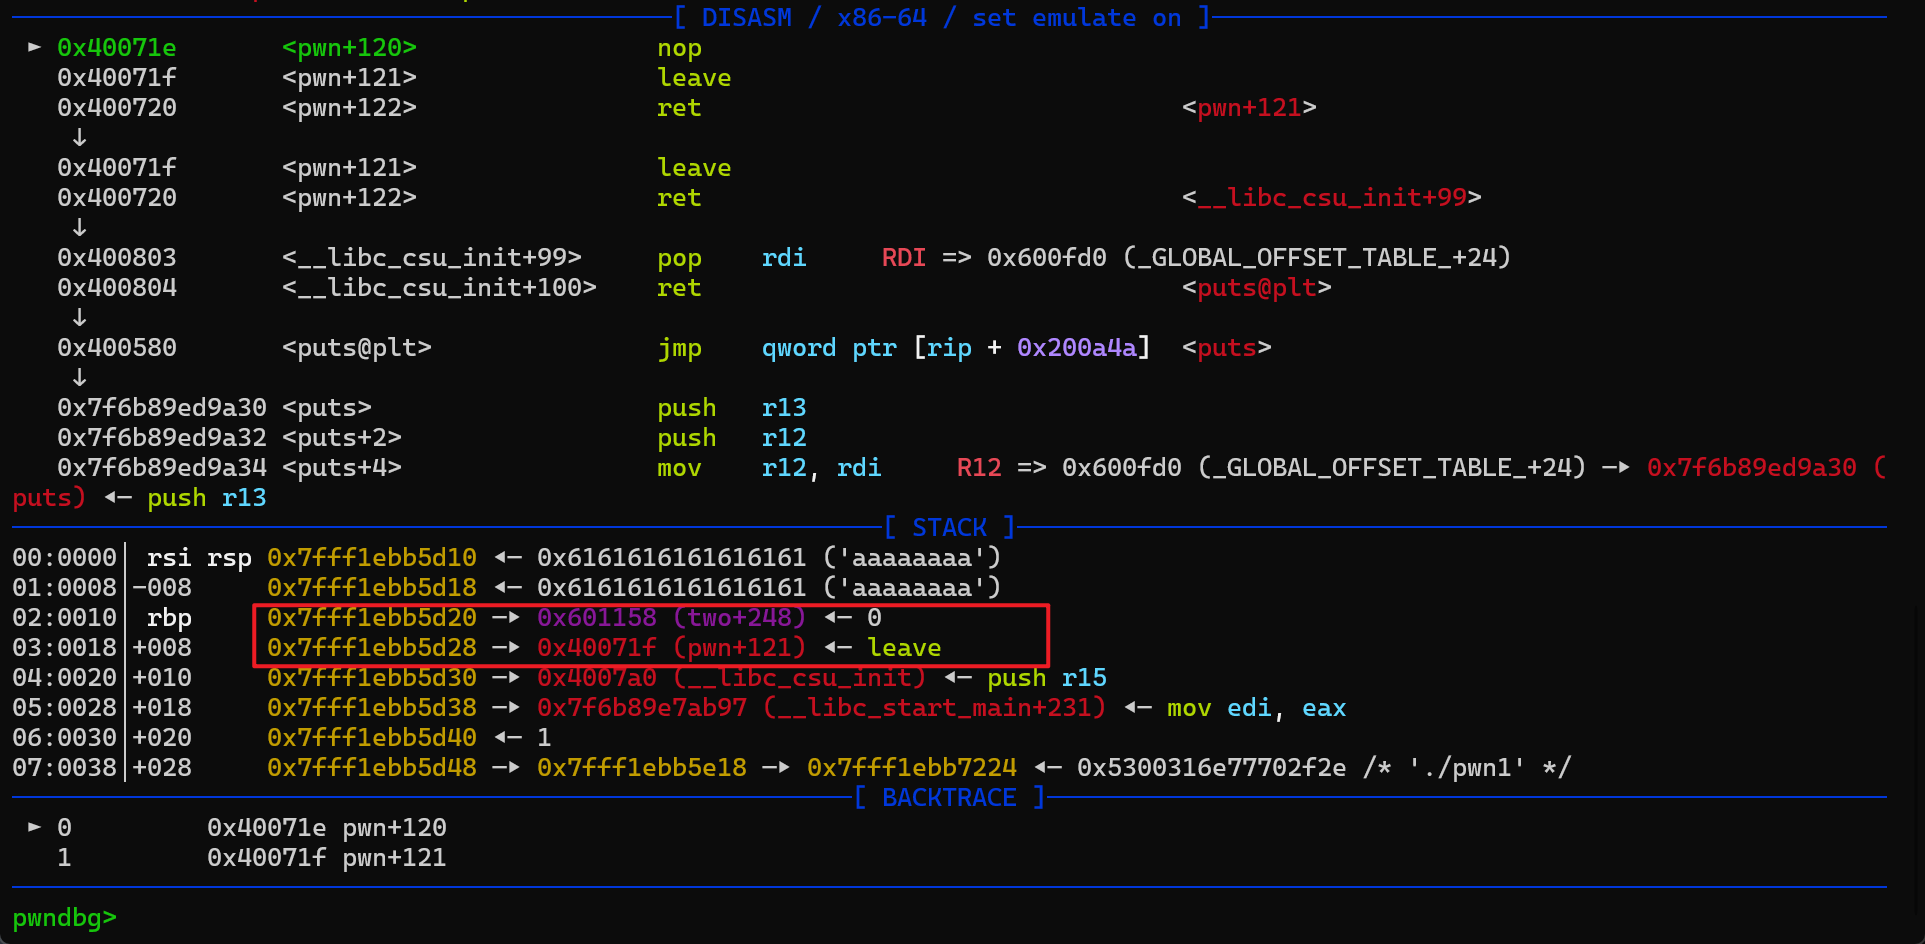 [ DISASM / x86-64 / set emulate on ]
► 0x40071e <pwn+120> nop
0x40071f <pwn+121> leave
0x400720 <pwn+122> ret <pwn+121>
↓
0x40071f <pwn+121> leave
0x400720 <pwn+122> ret <__libc_csu_init+99>
↓
0x400803 <__libc_csu_init+99> pop rdi RDI => 0x600fd0 (_GLOBAL_OFFSET_TABLE_+24)
0x400804 <__libc_csu_init+100> ret <puts@plt>
↓
0x400580 <puts@plt> jmp qword ptr [rip + 0x200a4a] <puts>
↓
0x7f6b89ed9a30 <puts> push r13
0x7f6b89ed9a32 <puts+2> push r12
0x7f6b89ed9a34 <puts+4> mov r12, rdi R12 => 0x600fd0 (_GLOBAL_OFFSET_TABLE_+24) —▸ 0x7f6b89ed9a30 (
puts) ◂— push r13
[ STACK ]
00:0000│ rsi rsp 0x7fff1ebb5d10 ◂— 0x6161616161616161 ('aaaaaaaa')
01:0008│-008 0x7fff1ebb5d18 ◂— 0x6161616161616161 ('aaaaaaaa')
02:0010│ rbp 0x7fff1ebb5d20 —▸ 0x601158 (two+248) ◂— 0
03:0018│+008 0x7fff1ebb5d28 —▸ 0x40071f (pwn+121) ◂— leave
04:0020│+010 0x7fff1ebb5d30 —▸ 0x4007a0 (__libc_csu_init) ◂— push r15
05:0028│+018 0x7fff1ebb5d38 —▸ 0x7f6b89e7ab97 (__libc_start_main+231) ◂— mov edi, eax
06:0030│+020 0x7fff1ebb5d40 ◂— 1
07:0038│+028 0x7fff1ebb5d48 —▸ 0x7fff1ebb5e18 —▸ 0x7fff1ebb7224 ◂— 0x5300316e77702f2e /* './pwn1' */
[ BACKTRACE ]
► 0 0x40071e pwn+120
1 0x40071f pwn+121
pwndbg>